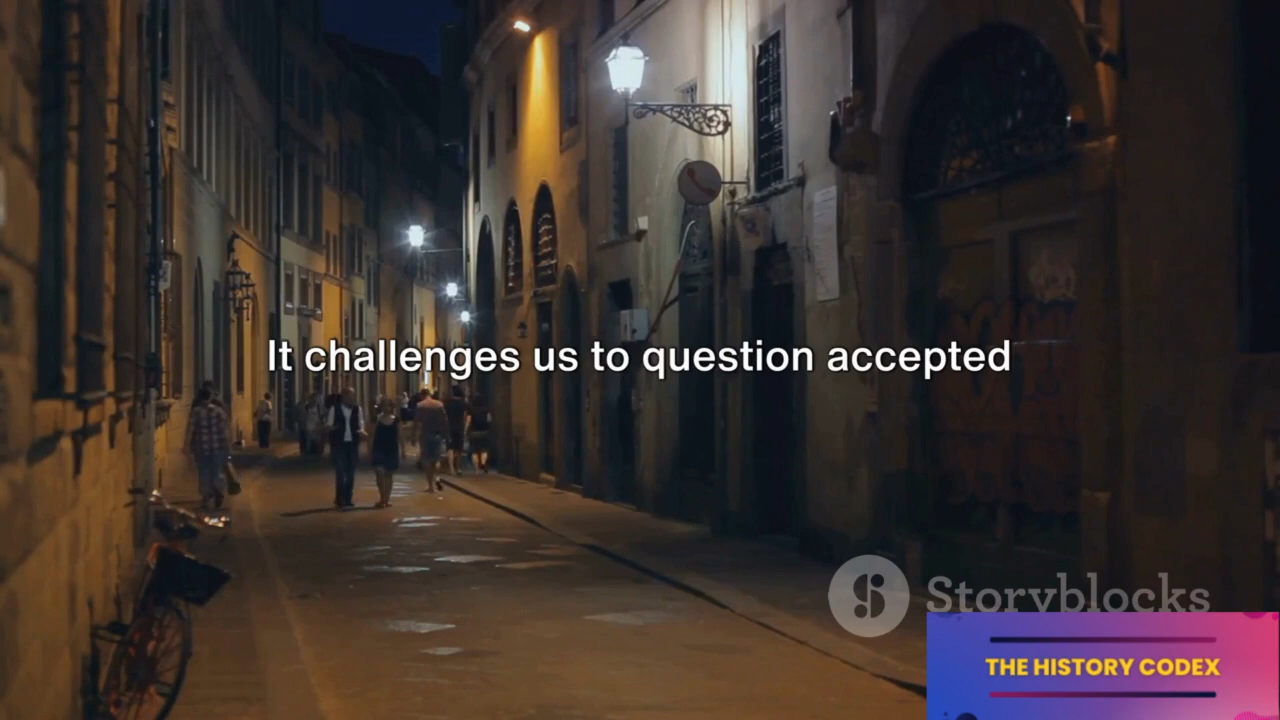 It challenges us to question accepted
Storyblocks
THE HISTORY CODEX